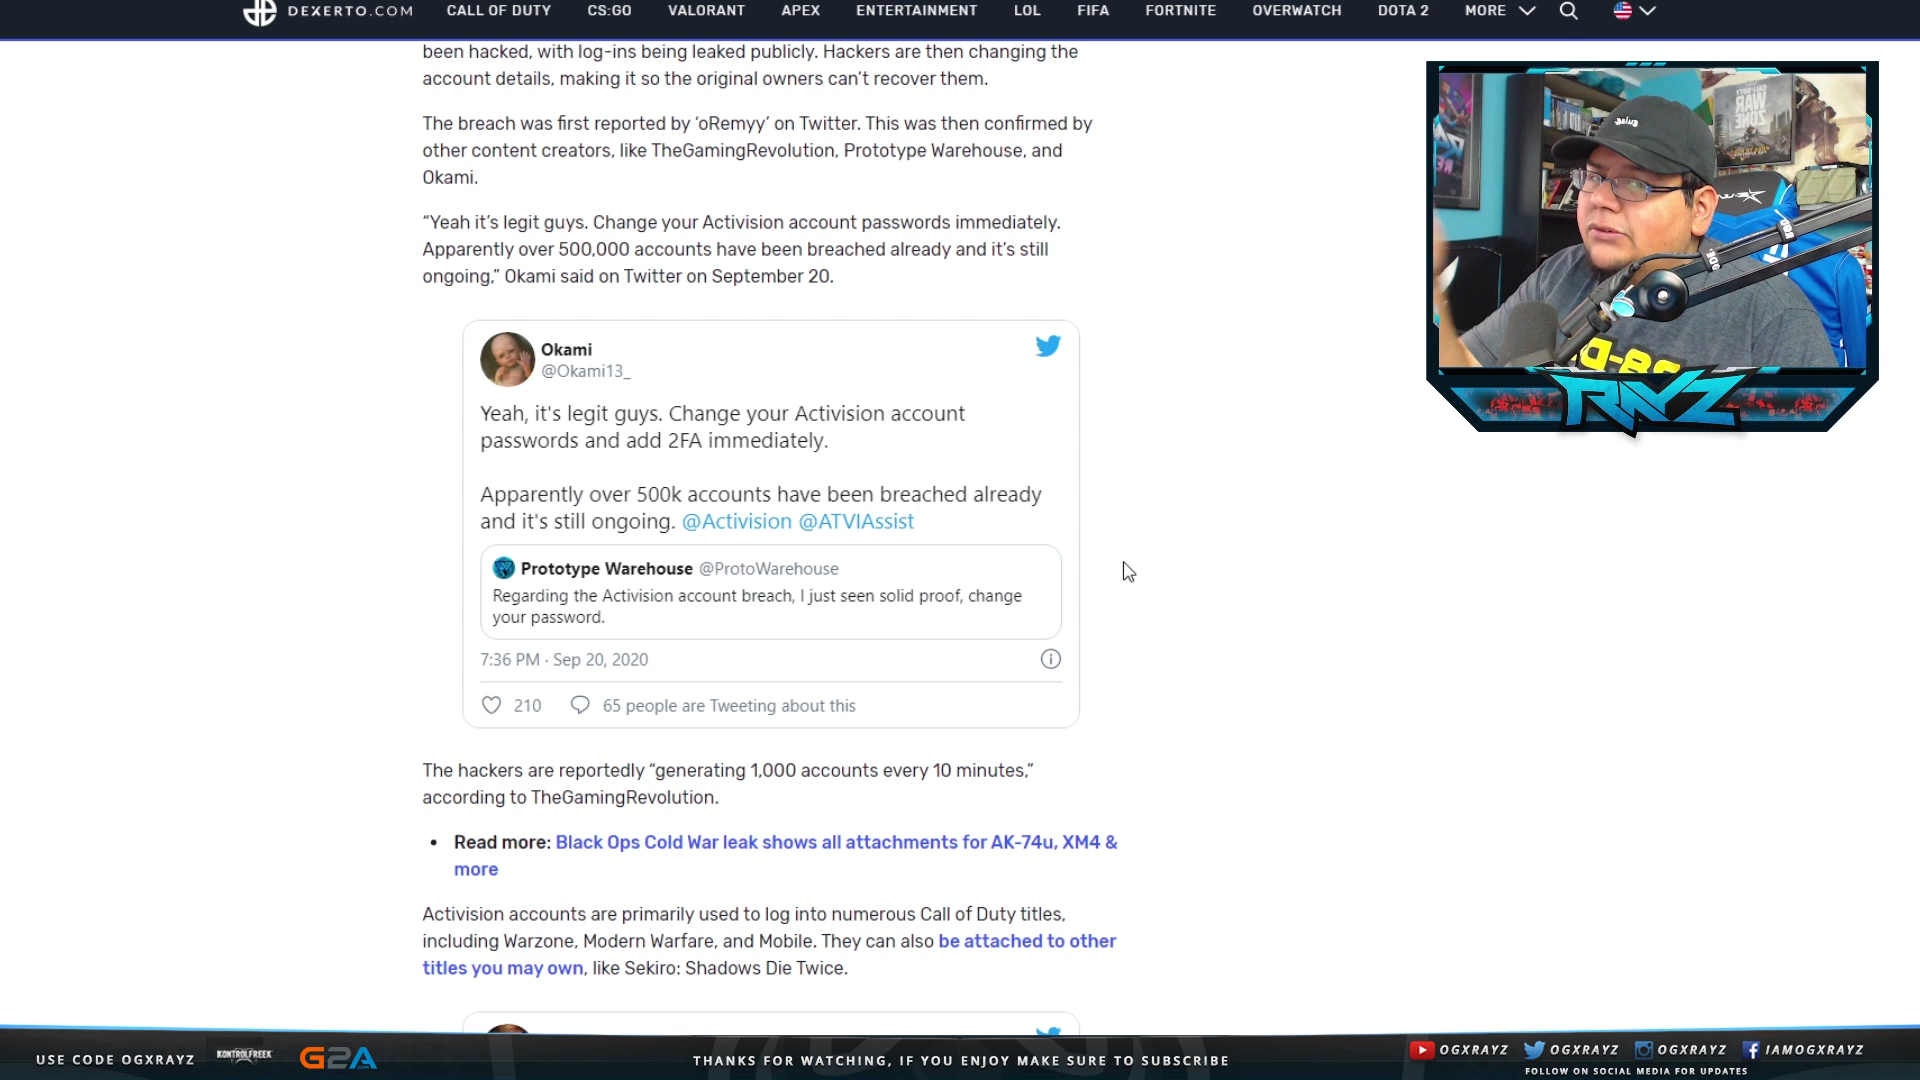 DEXERTO.COM CALL OF DUTY CS:GO VALORANT APEX ENTERTAINMENT LOL FIFA FORTNITE OVERWATCH DOTA 2 MORE
been hacked, with log-ins being leaked publicly. Hackers are then changing the
account details, making it so the original owners can’t recover them.
The breach was first reported by ‘oRemyy’ on Twitter. This was then confirmed by
other content creators, like TheGamingRevolution, Prototype Warehouse, and
Okami.
“Yeah it’s legit guys. Change your Activision account passwords immediately.
Apparently over 500,000 accounts have been breached already and it’s still
ongoing,” Okami said on Twitter on September 20.
Okami
@Okami13_
Yeah, it's legit guys. Change your Activision account
passwords and add 2FA immediately.
Apparently over 500k accounts have been breached already
and it's still ongoing. @Activision @ATVIAssist
Prototype Warehouse @ProtoWarehouse
Regarding the Activision account breach, I just seen solid proof, change
your password.
7:36 PM · Sep 20, 2020
210 65 people are Tweeting about this
The hackers are reportedly “generating 1,000 accounts every 10 minutes,”
according to TheGamingRevolution.
• Read more: Black Ops Cold War leak shows all attachments for AK-74u, XM4 &
more
Activision accounts are primarily used to log into numerous Call of Duty titles,
including Warzone, Modern Warfare, and Mobile. They can also be attached to other
titles you may own, like Sekiro: Shadows Die Twice.
CALL OF DUTY
WAR
ZONE
RODE
RAYZ
USE CODE OGXRAYZ KONTROLFREEK G2A THANKS FOR WATCHING, IF YOU ENJOY MAKE SURE TO SUBSCRIBE OGXRAYZ OGXRAYZ OGXRAYZ IAMOGXRAYZ
FOLLOW ON SOCIAL MEDIA FOR UPDATES